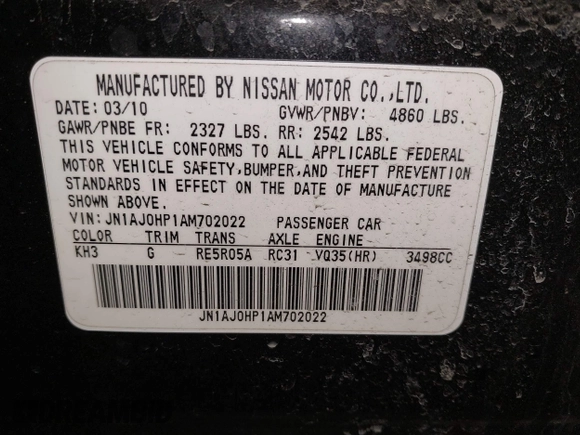 MANUFACTURED BY NISSAN MOTOR CO.,LTD.
DATE: 03/10 GVWR/PNBV: 4860 LBS.
GAWR/PNBE FR: 2327 LBS. RR: 2542 LBS.
THIS VEHICLE CONFORMS TO ALL APPLICABLE FEDERAL
MOTOR VEHICLE SAFETY, BUMPER, AND THEFT PREVENTION
STANDARDS IN EFFECT ON THE DATE OF MANUFACTURE
SHOWN ABOVE.
VIN: JN1AJ0HP1AM702022 PASSENGER CAR
COLOR TRIM TRANS AXLE ENGINE
KH3 G RE5R05A RC31 VQ35(HR) 3498CC
JN1AJ0HP1AM702022